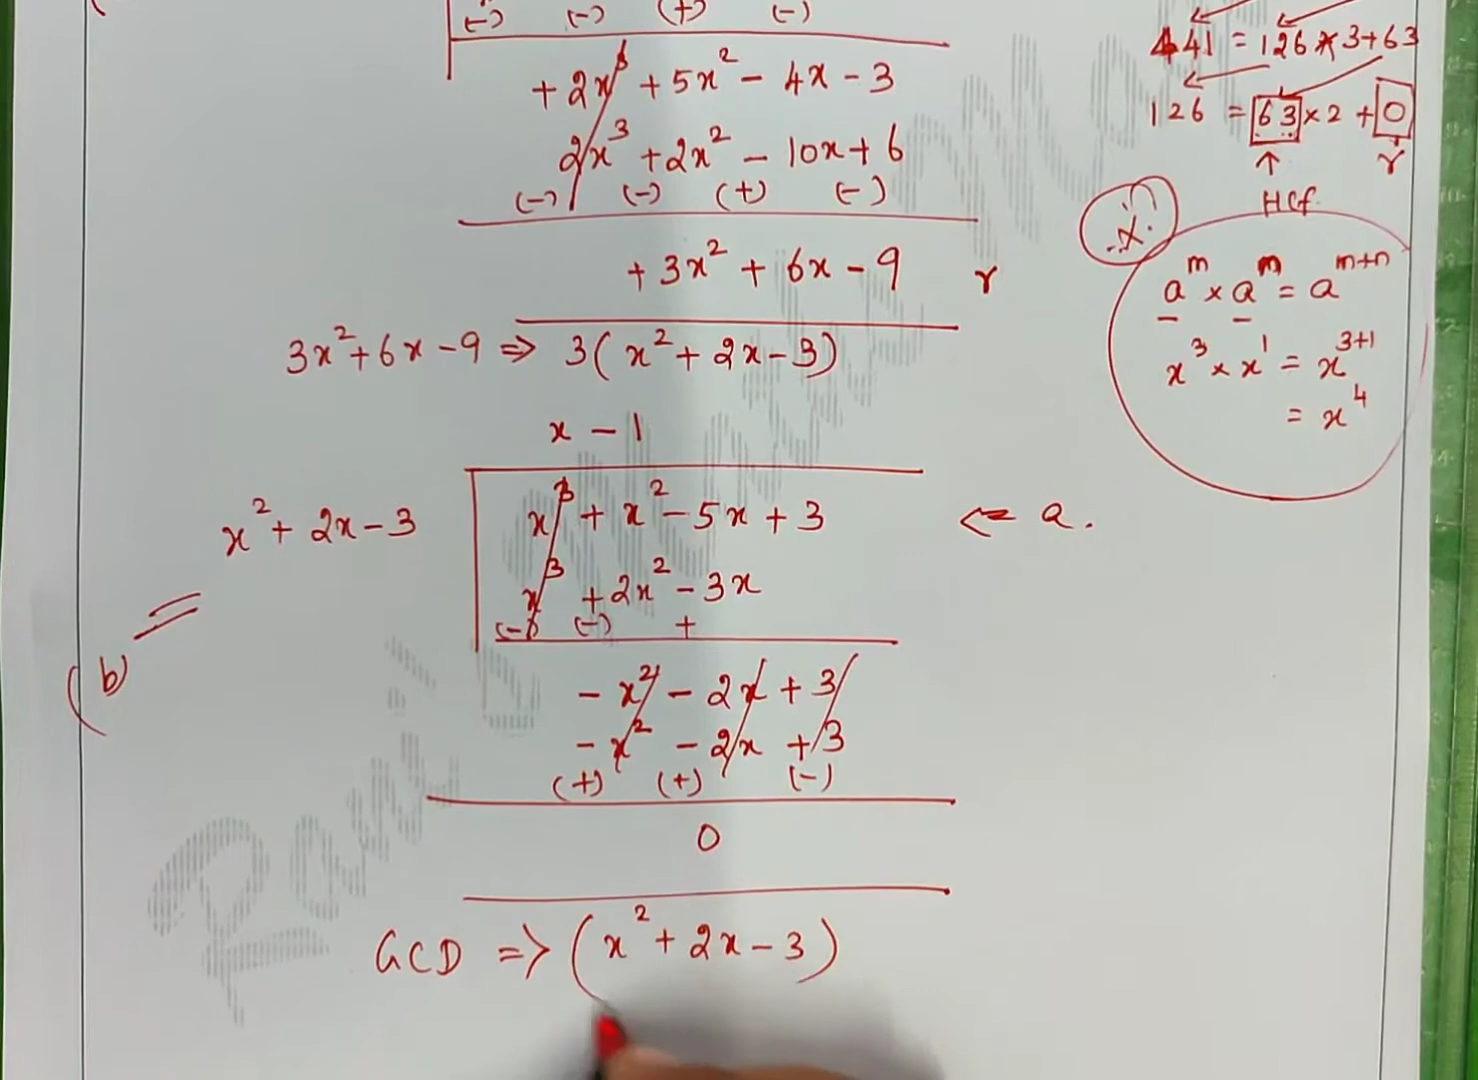 (-) (-) (+) (-)
+ 2x³ + 5x² - 4x - 3
2x³ + 2x² - 10x + 6
(-) (-) (+) (-)
+ 3x² + 6x - 9 r
3x² + 6x - 9 => 3(x² + 2x - 3)
x - 1
x² + 2x - 3 x³ + x² - 5x + 3 <= a.
x³ + 2x² - 3x
(-) (-) +
(b)
- x² - 2x + 3
- x² - 2x + 3
(+) (+) (-)
0
GCD => (x² + 2x - 3)
441 = 126 × 3 + 63
126 = 63 × 2 + 0
↑ r
HCf
aᵐ × aᵐ = aᵐ⁺ⁿ
x³ × x¹ = x³⁺¹
= x⁴